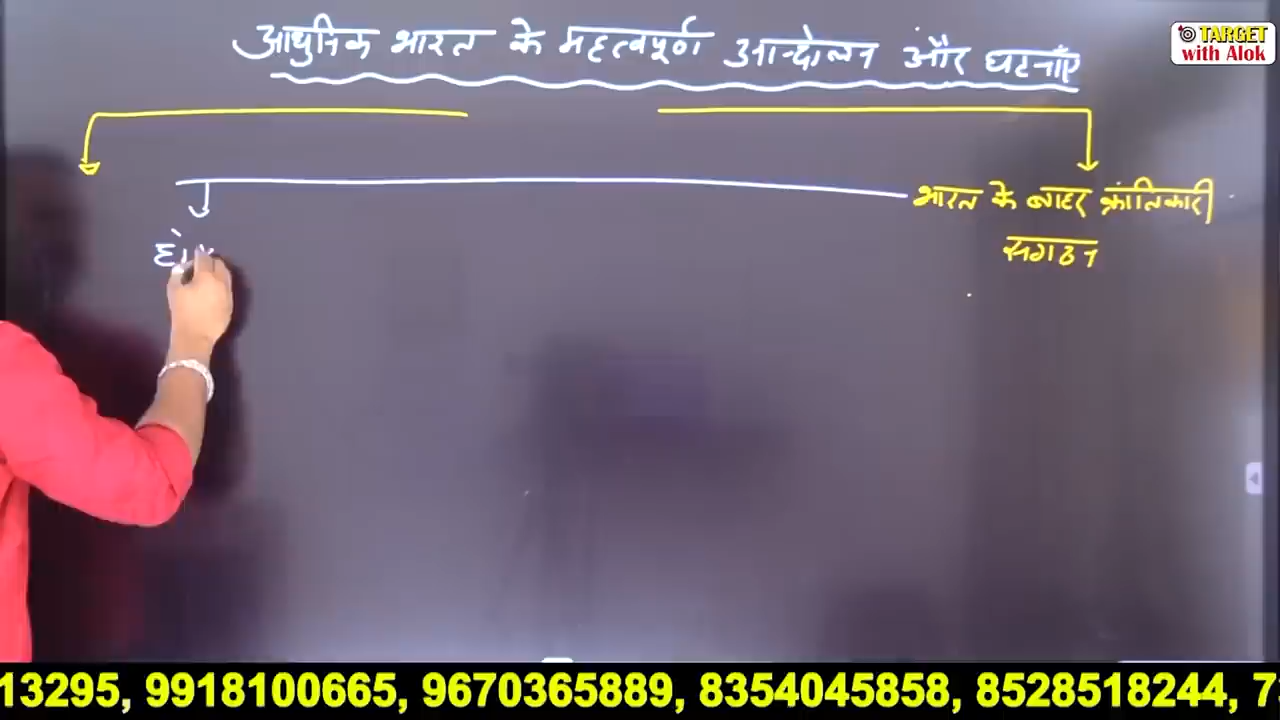 आधुनिक भारत के महत्वपूर्ण आन्दोलन और घटनाएँ
TARGET
with Alok
भारत के बाहर क्रांतिकारी
सगठन
13295, 9918100665, 9670365889, 8354045858, 8528518244, 7